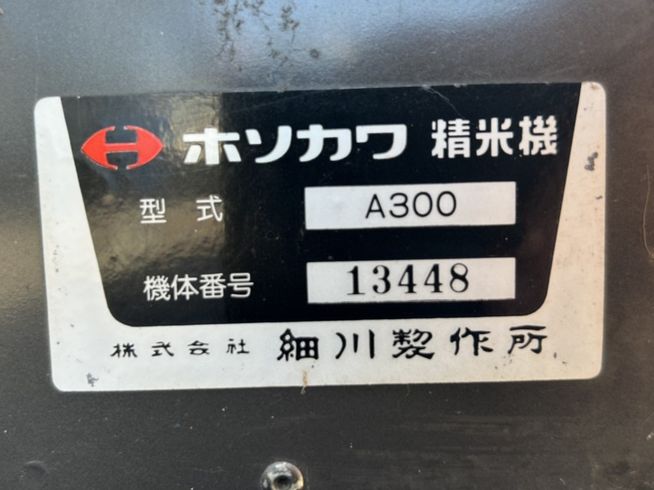 ホソカワ 精米機
型式 A300
機体番号 13448
株式会社 細川製作所